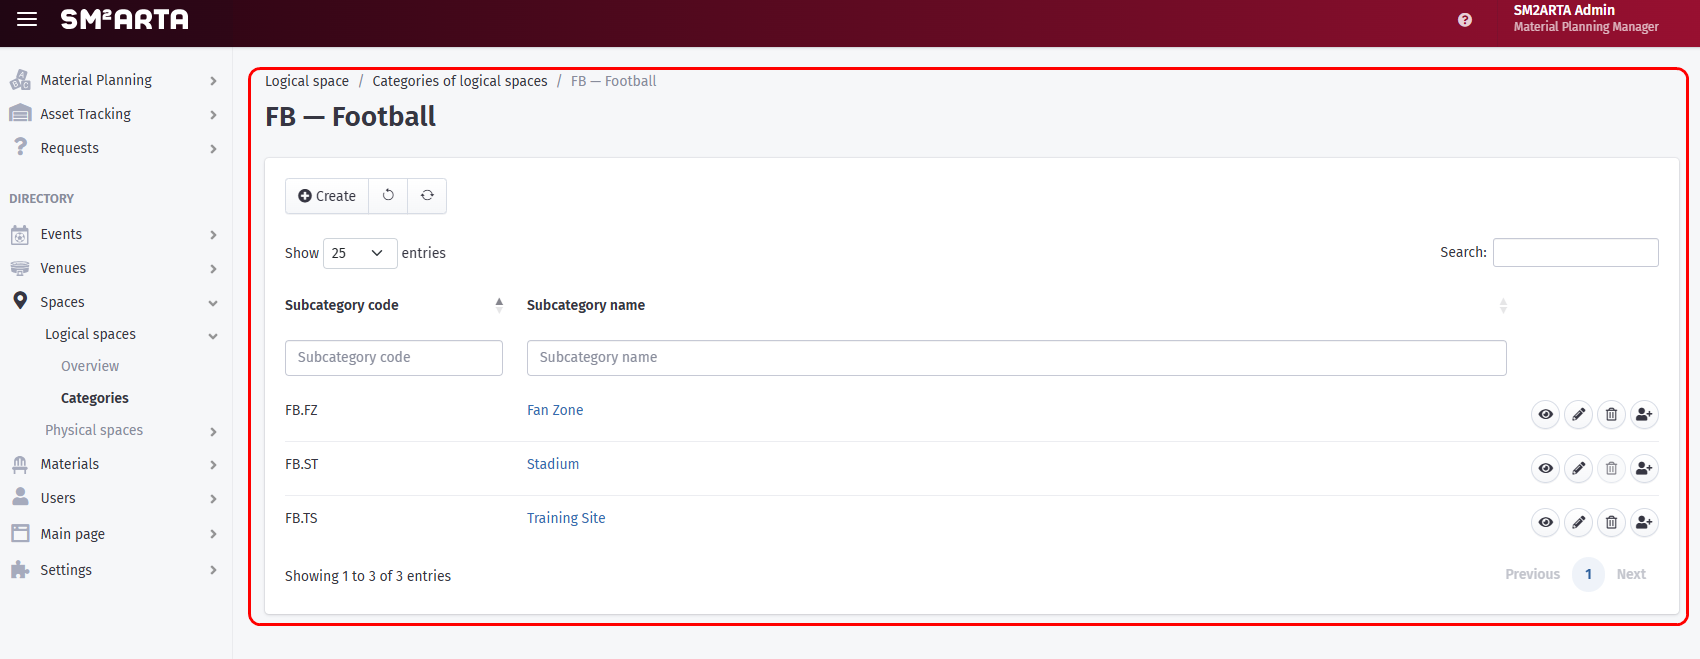 SM²ARTA
SM2ARTA Admin
Material Planning Manager
Material Planning
Asset Tracking
Requests
DIRECTORY
Events
Venues
Spaces
Logical spaces
Overview
Categories
Physical spaces
Materials
Users
Main page
Settings
Logical space / Categories of logical spaces / FB — Football
FB — Football
Create
Show 25 entries
Search:
Subcategory code Subcategory name
Subcategory code Subcategory name
FB.FZ Fan Zone
FB.ST Stadium
FB.TS Training Site
Showing 1 to 3 of 3 entries
Previous 1 Next